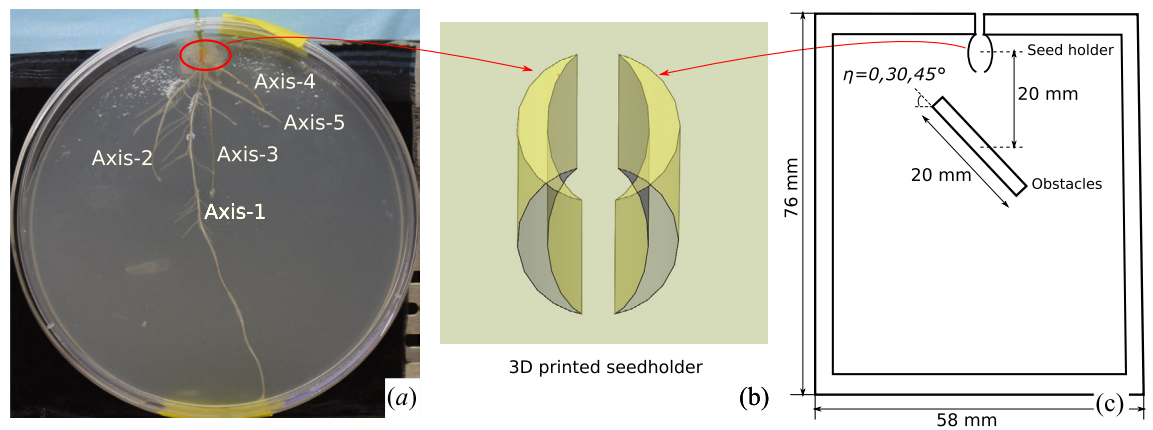 Axis-4
Axis-5
Axis-2
Axis-3
Axis-1
(a)
3D printed seedholder
(b)
Seed holder
η=0,30,45°
20 mm
20 mm
Obstacles
76 mm
58 mm
(c)